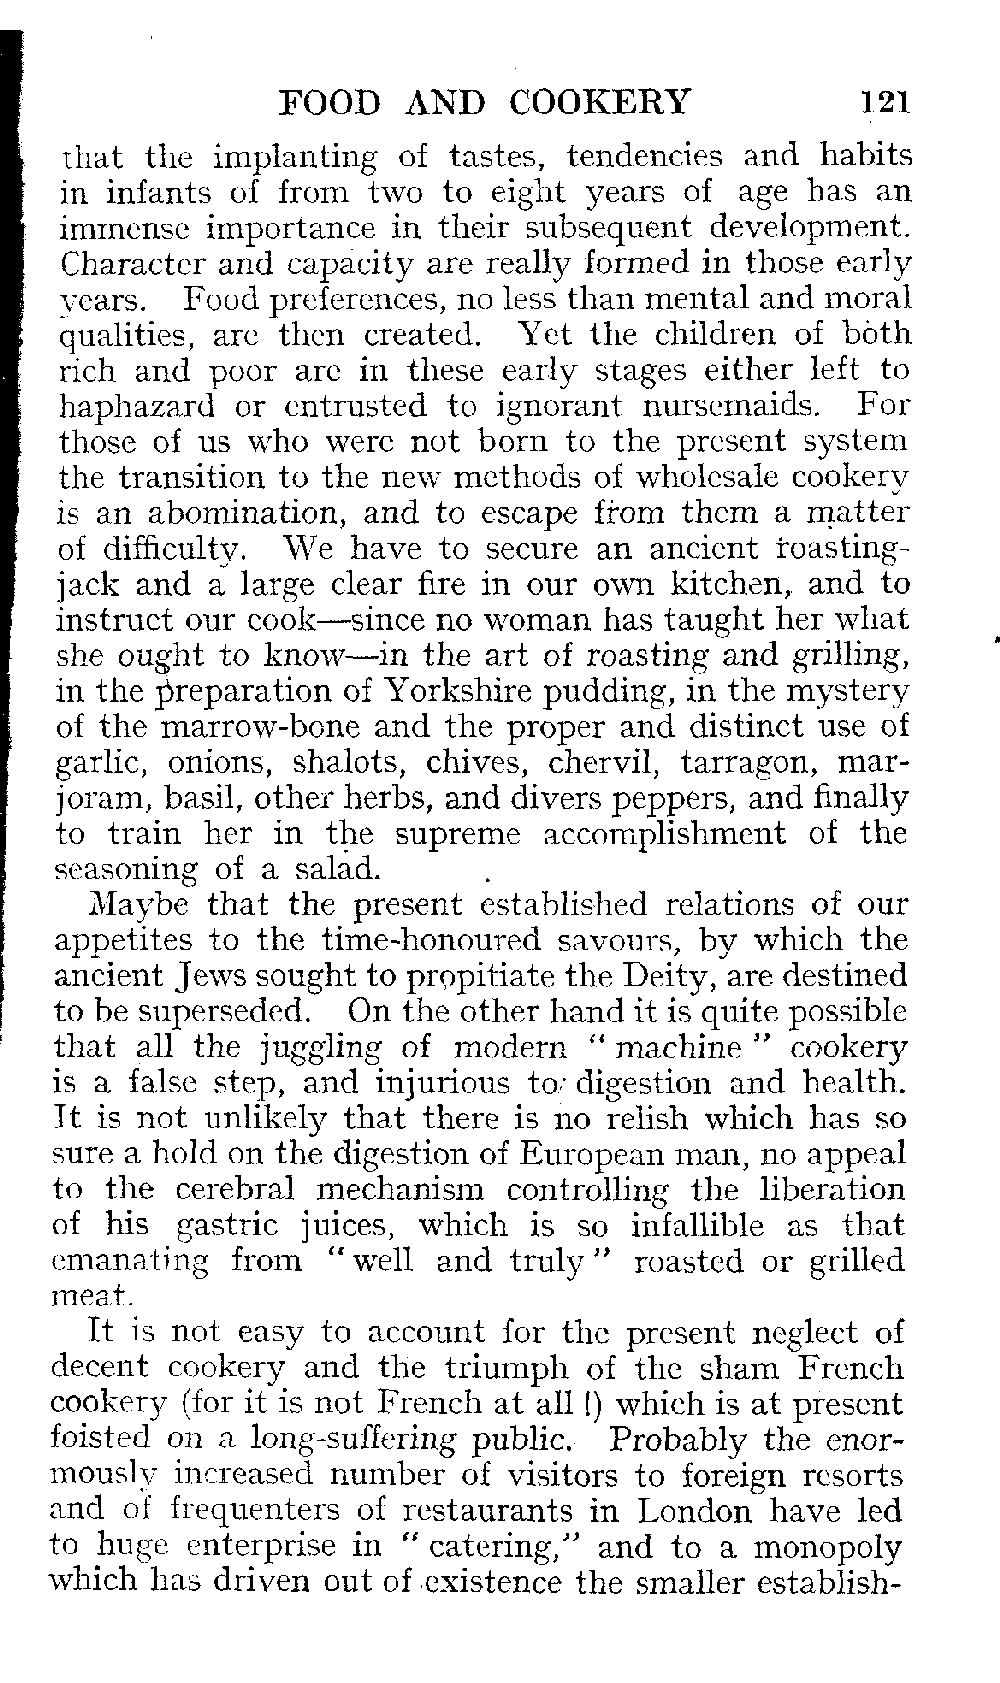 FOOD AND COOKERY 121
that the implanting of tastes, tendencies and habits
in infants of from two to eight years of age has an
immense importance in their subsequent development.
Character and capacity are really formed in those early
years. Food preferences, no less than mental and moral
qualities, are then created. Yet the children of both
rich and poor are in these early stages either left to
haphazard or entrusted to ignorant nursemaids. For
those of us who were not born to the present system
the transition to the new methods of wholesale cookery
is an abomination, and to escape from them a matter
of difficulty. We have to secure an ancient roasting-
jack and a large clear fire in our own kitchen, and to
instruct our cook—since no woman has taught her what
she ought to know—in the art of roasting and grilling,
in the preparation of Yorkshire pudding, in the mystery
of the marrow-bone and the proper and distinct use of
garlic, onions, shalots, chives, chervil, tarragon, mar-
joram, basil, other herbs, and divers peppers, and finally
to train her in the supreme accomplishment of the
seasoning of a salad.
Maybe that the present established relations of our
appetites to the time-honoured savours, by which the
ancient Jews sought to propitiate the Deity, are destined
to be superseded. On the other hand it is quite possible
that all the juggling of modern “machine” cookery
is a false step, and injurious to digestion and health.
It is not unlikely that there is no relish which has so
sure a hold on the digestion of European man, no appeal
to the cerebral mechanism controlling the liberation
of his gastric juices, which is so infallible as that
emanating from “well and truly” roasted or grilled
meat.
It is not easy to account for the present neglect of
decent cookery and the triumph of the sham French
cookery (for it is not French at all !) which is at present
foisted on a long-suffering public. Probably the enor-
mously increased number of visitors to foreign resorts
and of frequenters of restaurants in London have led
to huge enterprise in “catering,” and to a monopoly
which has driven out of existence the smaller establish-